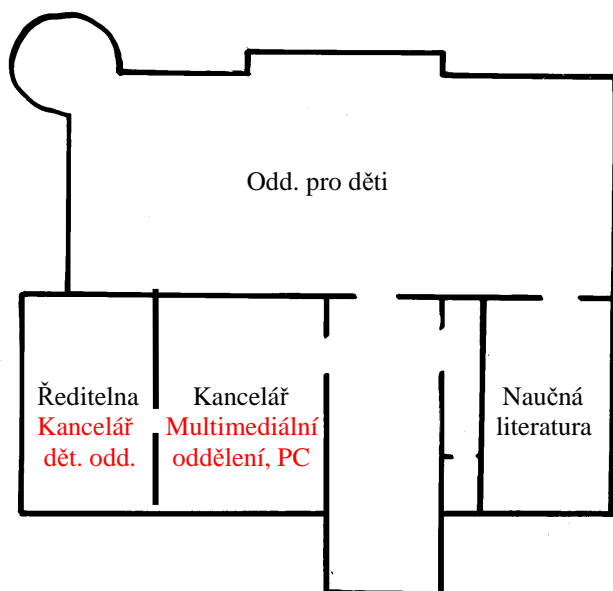 Odd. pro děti
Ředitelna
Kancelář
dět. odd.
Kancelář
Multimediální
oddělení, PC
Naučná
literatura